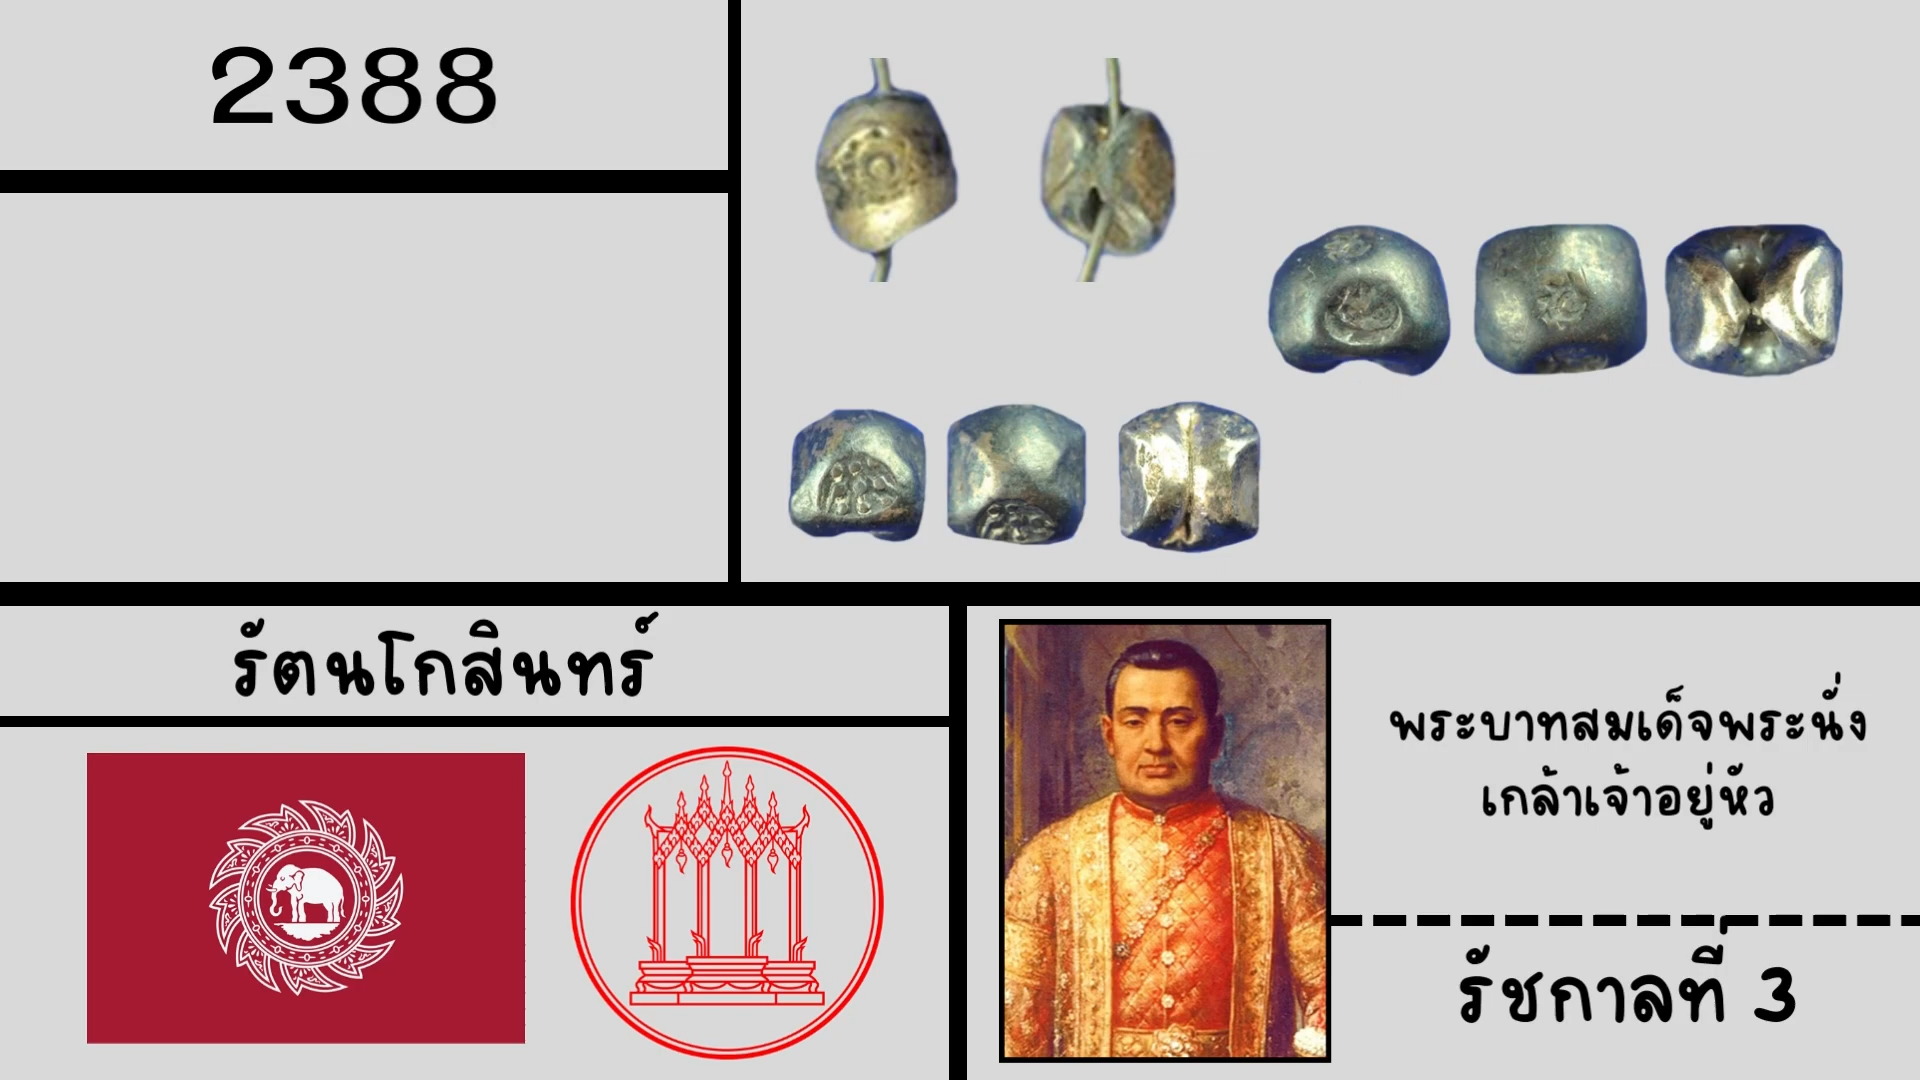 2388
รัตนโกสินทร์
พระบาทสมเด็จพระนั่ง
เกล้าเจ้าอยู่หัว
รัชกาลที่ 3